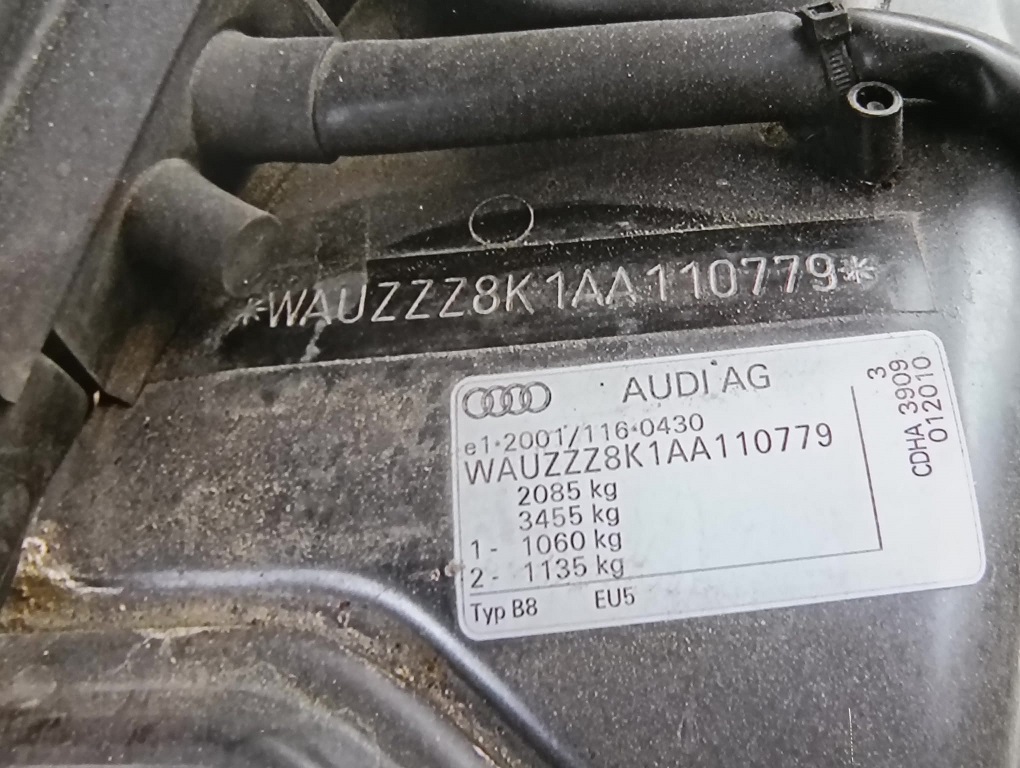 *WAUZZZ8K1AA110779*
AUDI AG
e1*2001/116*0430
WAUZZZ8K1AA110779
2085 kg
3455 kg
1- 1060 kg
2- 1135 kg
Typ B8 EU5
3
CDHA 3909
012010